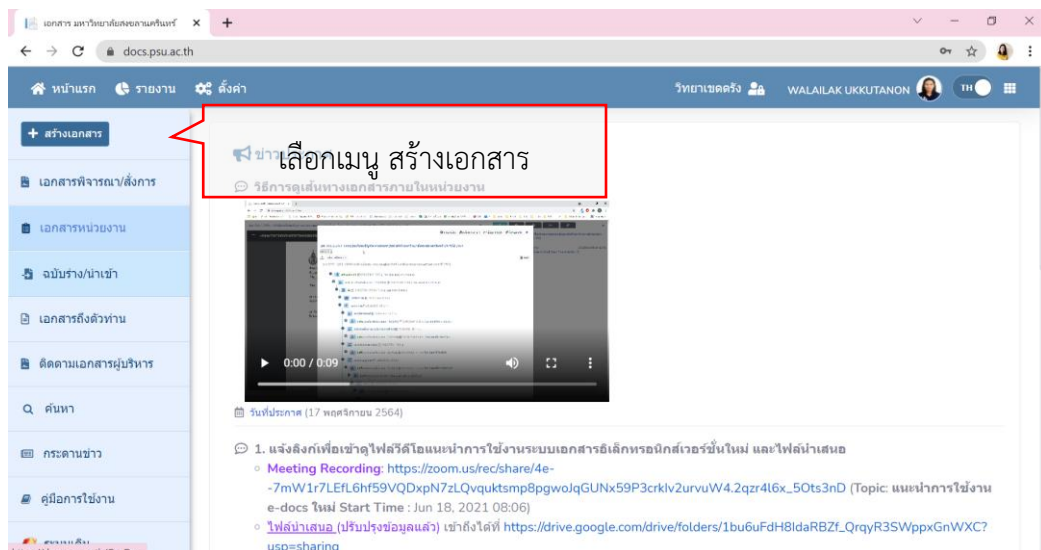 เอกสาร มหาวิทยาลัยสงขลานครินทร์
docs.psu.ac.th
หน้าแรก รายงาน ตั้งค่า วิทยาเขตตรัง WALAILAK UKKUTANON TH
+ สร้างเอกสาร
เลือกเมนู สร้างเอกสาร
เอกสารพิจารณา/สั่งการ
วิธีการดูเส้นทางเอกสารภายในหน่วยงาน
เอกสารหน่วยงาน
ฉบับร่าง/นำเข้า
เอกสารถึงตัวท่าน
ติดตามเอกสารผู้บริหาร
0:00 / 0:09
ค้นหา
วันที่ประกาศ (17 พฤศจิกายน 2564)
กระดานข่าว
1. แจ้งลิงก์เพื่อเข้าดูไฟล์วีดีโอแนะนำการใช้งานระบบเอกสารอิเล็กทรอนิกส์เวอร์ชั่นใหม่ และไฟล์นำเสนอ
Meeting Recording: https://zoom.us/rec/share/4e-
-7mW1r7LEfL6hf59VQDxpN7zLQvquktsmp8pgwoJqGUNx59P3crklv2urvuW4.2qzr4l6x_5Ots3nD (Topic: แนะนำการใช้งาน
คู่มือการใช้งาน
e-docs ใหม่ Start Time : Jun 18, 2021 08:06)
ไฟล์นำเสนอ (ปรับปรุงข้อมูลแล้ว) เข้าถึงได้ที่ https://drive.google.com/drive/folders/1bu6uFdH8ldaRBZf_QrqyR3SWppxGnWXC?
usp=sharing